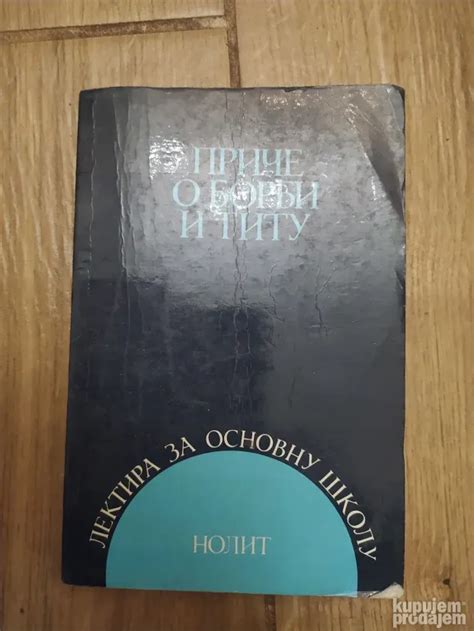 ПРИЧЕ
О БОРБИ
И ТИТУ
ЛЕКТИРА ЗА ОСНОВНУ ШКОЛУ
НОЛИТ
kupujem
prodajem